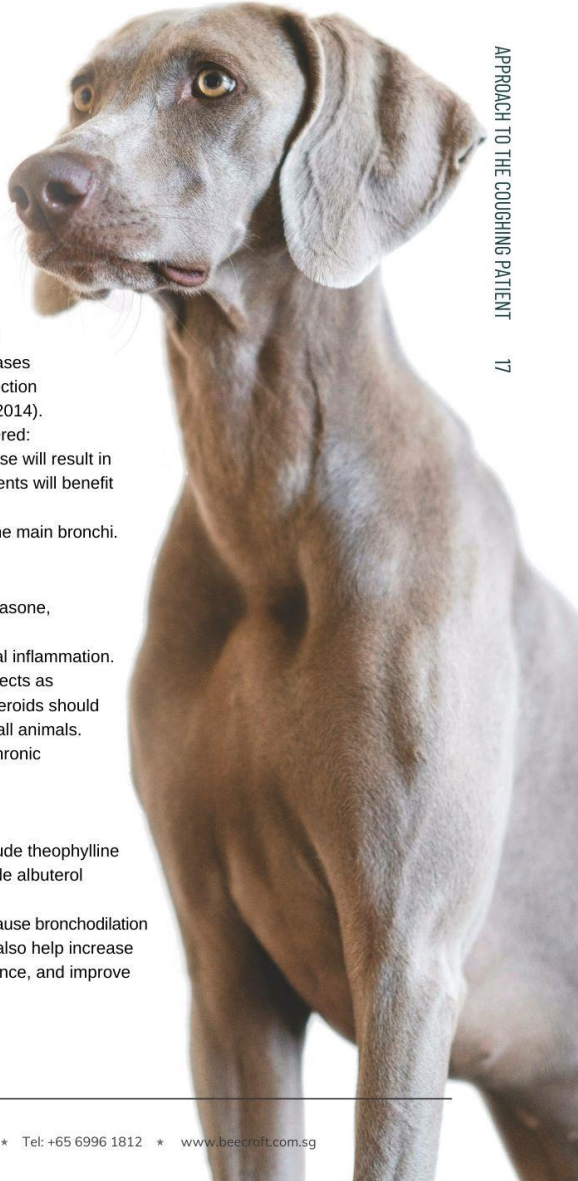 APPROACH TO THE COUGHING PATIENT 17
ases
ction
2014).
red:
se will result in
ents will benefit
ne main bronchi.
asone,
al inflammation.
ects as
eroids should
all animals.
hronic
ude theophylline
de albuterol
ause bronchodilation
also help increase
nce, and improve
★ Tel: +65 6996 1812 ★ www.beecroft.com.sg